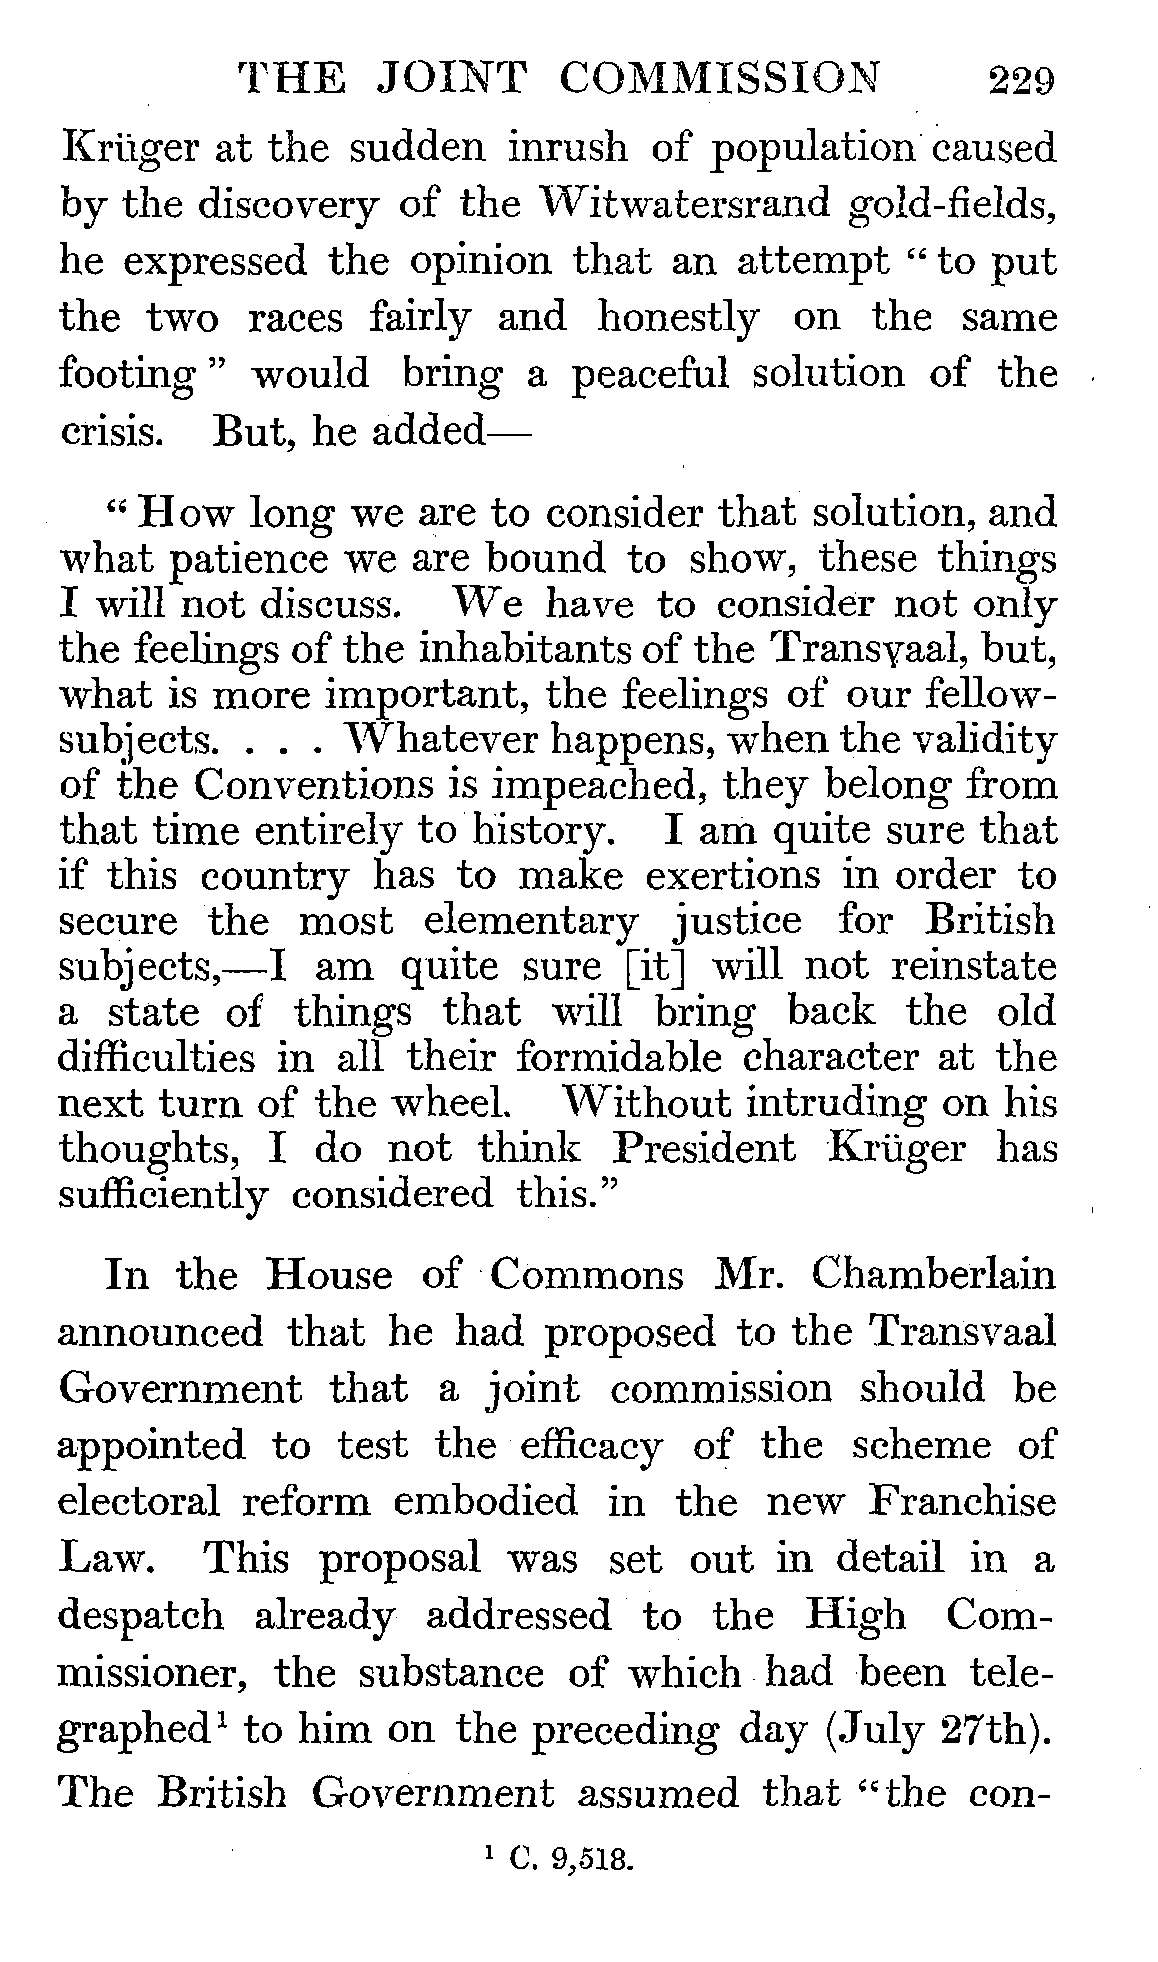 THE JOINT COMMISSION 229
Krüger at the sudden inrush of population caused
by the discovery of the Witwatersrand gold-fields,
he expressed the opinion that an attempt “ to put
the two races fairly and honestly on the same
footing ” would bring a peaceful solution of the
crisis. But, he added—
“ How long we are to consider that solution, and
what patience we are bound to show, these things
I will not discuss. We have to consider not only
the feelings of the inhabitants of the Transvaal, but,
what is more important, the feelings of our fellow-
subjects. . . . Whatever happens, when the validity
of the Conventions is impeached, they belong from
that time entirely to history. I am quite sure that
if this country has to make exertions in order to
secure the most elementary justice for British
subjects,—I am quite sure [it] will not reinstate
a state of things that will bring back the old
difficulties in all their formidable character at the
next turn of the wheel. Without intruding on his
thoughts, I do not think President Krüger has
sufficiently considered this.”
In the House of Commons Mr. Chamberlain
announced that he had proposed to the Transvaal
Government that a joint commission should be
appointed to test the efficacy of the scheme of
electoral reform embodied in the new Franchise
Law. This proposal was set out in detail in a
despatch already addressed to the High Com-
missioner, the substance of which had been tele-
graphed¹ to him on the preceding day (July 27th).
The British Government assumed that “the con-
¹ C. 9,518.